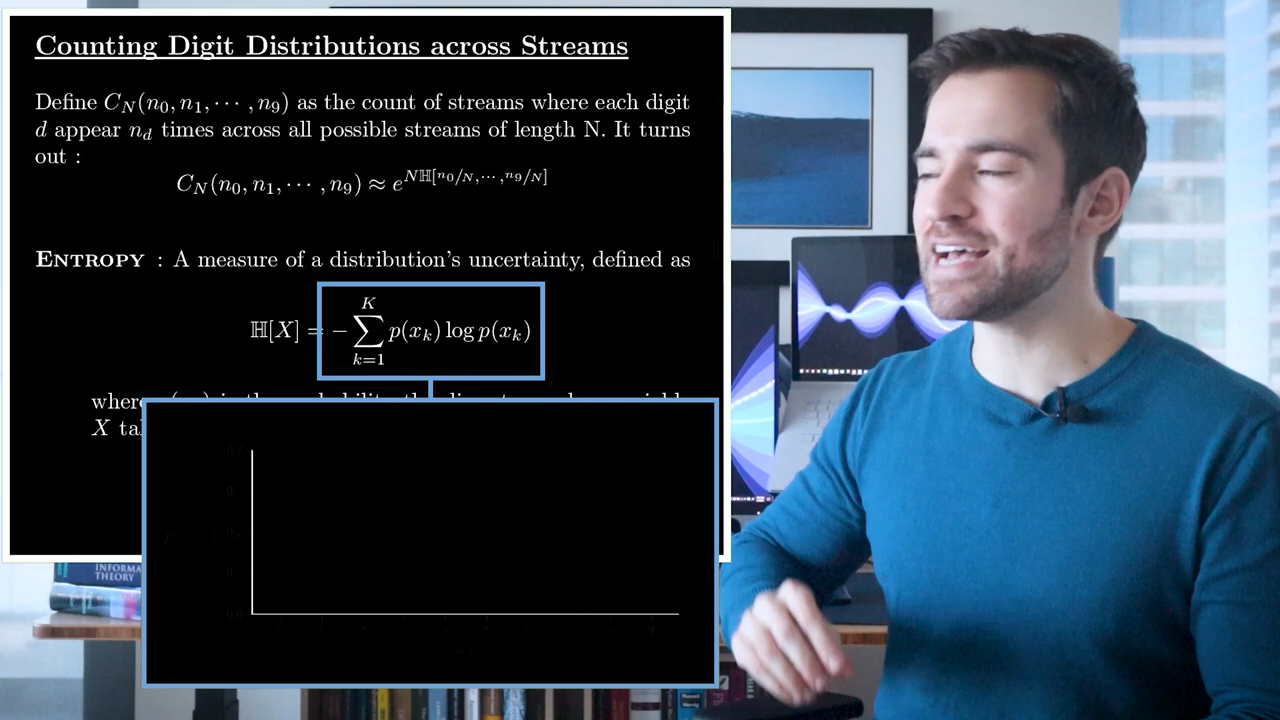 Counting Digit Distributions across Streams
Define C_N(n_0, n_1, ⋯ , n_9) as the count of streams where each digit
d appear n_d times across all possible streams of length N. It turns
out :
C_N(n_0, n_1, ⋯ , n_9) ≈ e^{Nℍ[n_0/N,⋯,n_9/N]}
ENTROPY : A measure of a distribution's uncertainty, defined as
ℍ[X] = − ∑_{k=1}^{K} p(x_k) log p(x_k)
where
X
INFORMA
THEORY